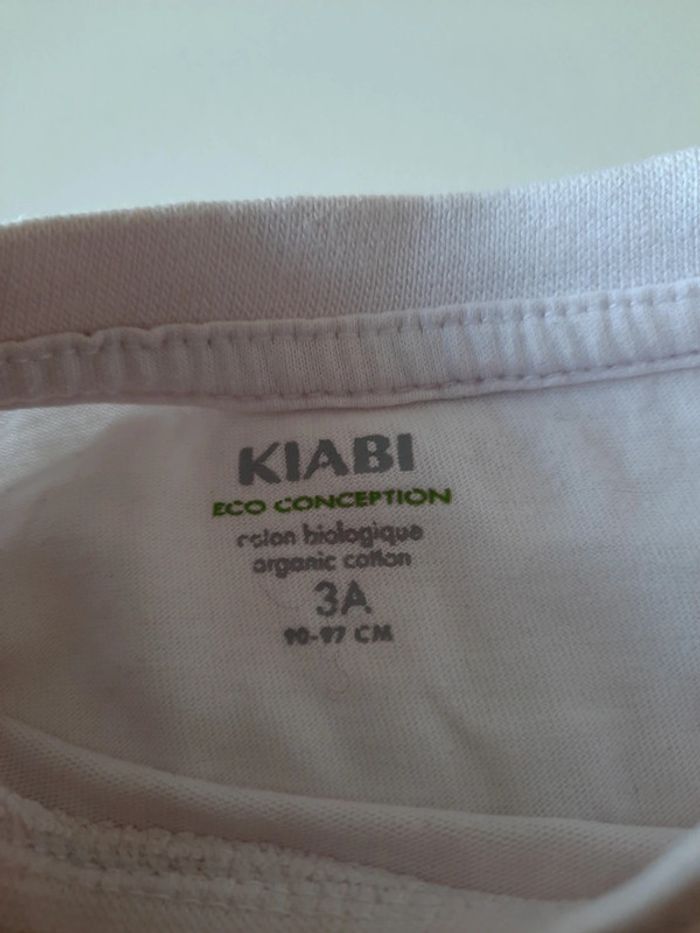 KIABI
ECO CONCEPTION
coton biologique
organic cotton
3A
90-97 CM